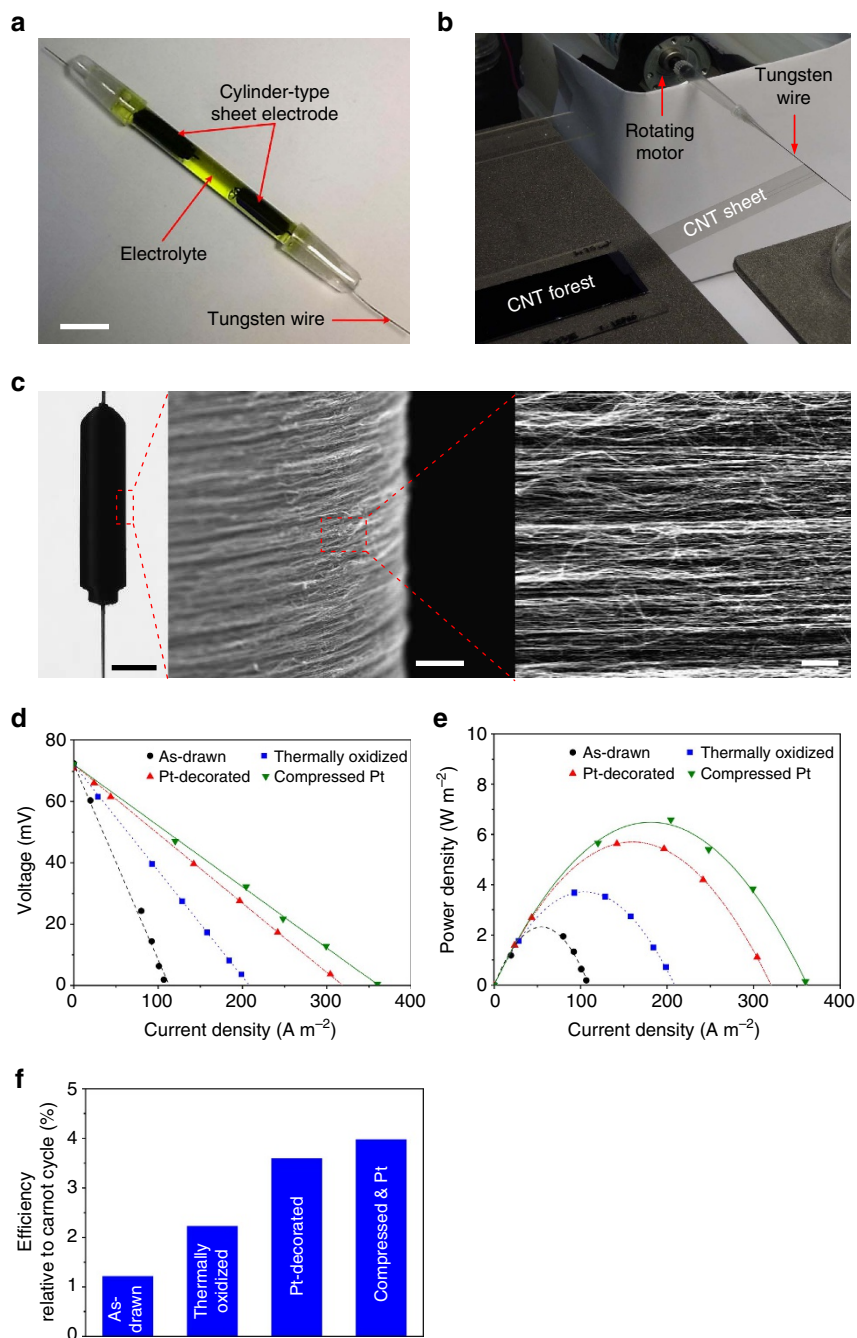 a
Cylinder-type
sheet electrode
Electrolyte
Tungsten wire
b
Tungsten
wire
Rotating
motor
CNT sheet
CNT forest
c
d
80
60
40
20
0
Voltage (mV)
As-drawn
Thermally oxidized
Pt-decorated
Compressed Pt
0
100
200
300
400
Current density (A m⁻²)
e
10
8
6
4
2
0
Power density (W m⁻²)
As-drawn
Thermally oxidized
Pt-decorated
Compressed Pt
0
100
200
300
400
Current density (A m⁻²)
f
5
4
3
2
1
0
Efficiency
relative to carnot cycle (%)
As-
drawn
Thermally
oxidized
Pt-decorated
Compressed & Pt